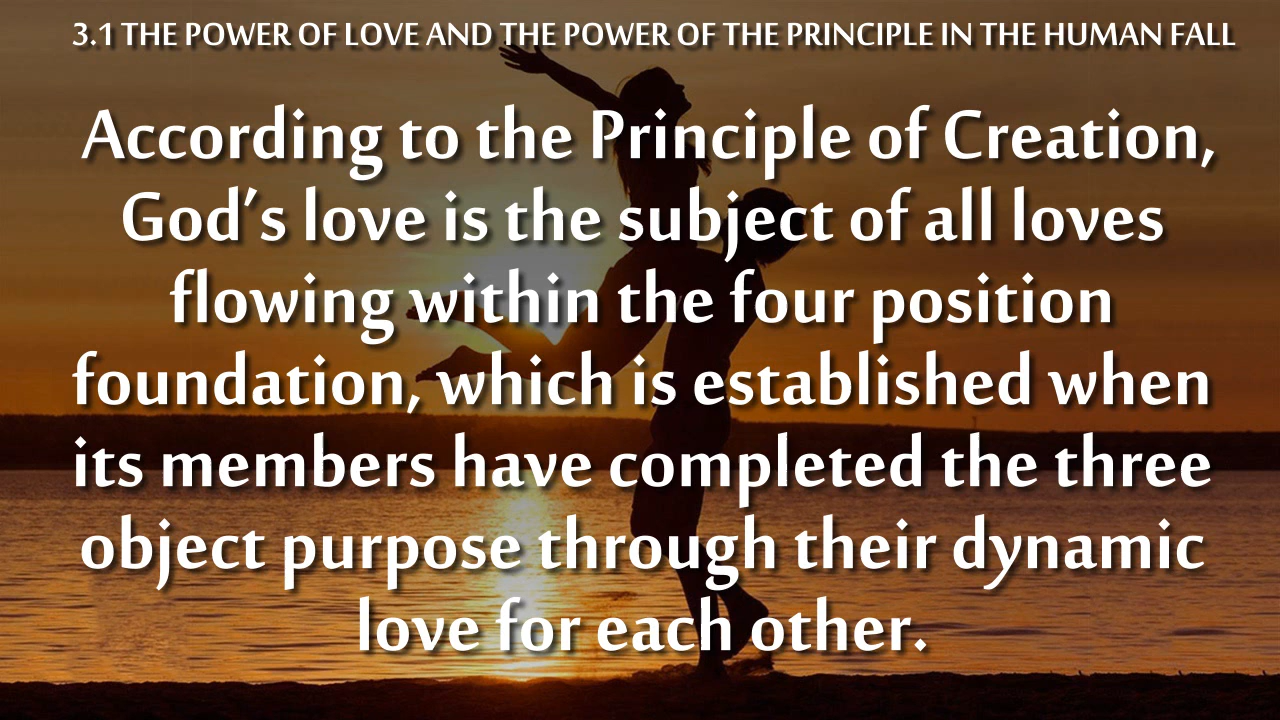 3.1 THE POWER OF LOVE AND THE POWER OF THE PRINCIPLE IN THE HUMAN FALL
According to the Principle of Creation,
God’s love is the subject of all loves
flowing within the four position
foundation, which is established when
its members have completed the three
object purpose through their dynamic
love for each other.